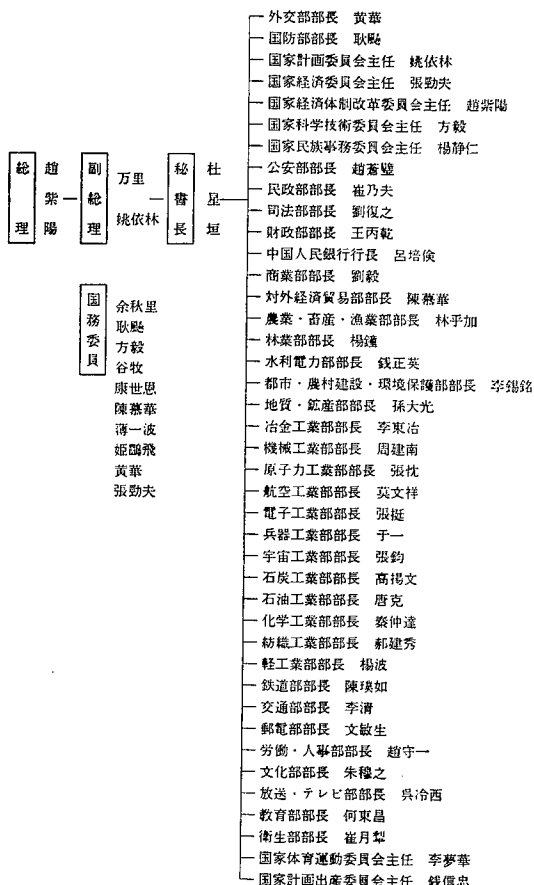 総理
趙紫陽
副総理
万里
姚依林
秘書長
杜星垣
国務委員
余秋里
耿飈
方毅
谷牧
康世恩
陳慕華
薄一波
姫鵬飛
黄華
張勁夫
外交部部長 黄華
国防部部長 耿飈
国家計画委員会主任 姚依林
国家経済委員会主任 張勁夫
国家経済体制改革委員会主任 趙紫陽
国家科学技術委員会主任 方毅
国家民族事務委員会主任 楊静仁
公安部部長 趙蒼璧
民政部部長 崔乃夫
司法部部長 劉復之
財政部部長 王丙乾
中国人民銀行行長 呂培倹
商業部部長 劉毅
対外経済貿易部部長 陳慕華
農業・畜産・漁業部部長 林乎加
林業部部長 楊鐘
水利電力部部長 銭正英
都市・農村建設・環境保護部部長 李錫銘
地質・鉱産部部長 孫大光
冶金工業部部長 李東冶
機械工業部部長 周建南
原子力工業部部長 張忱
航空工業部部長 莫文祥
電子工業部部長 張挺
兵器工業部部長 于一
宇宙工業部部長 張鈞
石炭工業部部長 高揚文
石油工業部部長 唐克
化学工業部部長 秦仲達
紡織工業部部長 郝建秀
軽工業部部長 楊波
鉄道部部長 陳璞如
交通部部長 李清
郵電部部長 文敏生
労働・人事部部長 趙守一
文化部部長 朱穆之
放送・テレビ部部長 呉冷西
教育部部長 何東昌
衛生部部長 崔月犁
国家体育運動委員会主任 李夢華
国家計画出産委員会主任 銭信忠